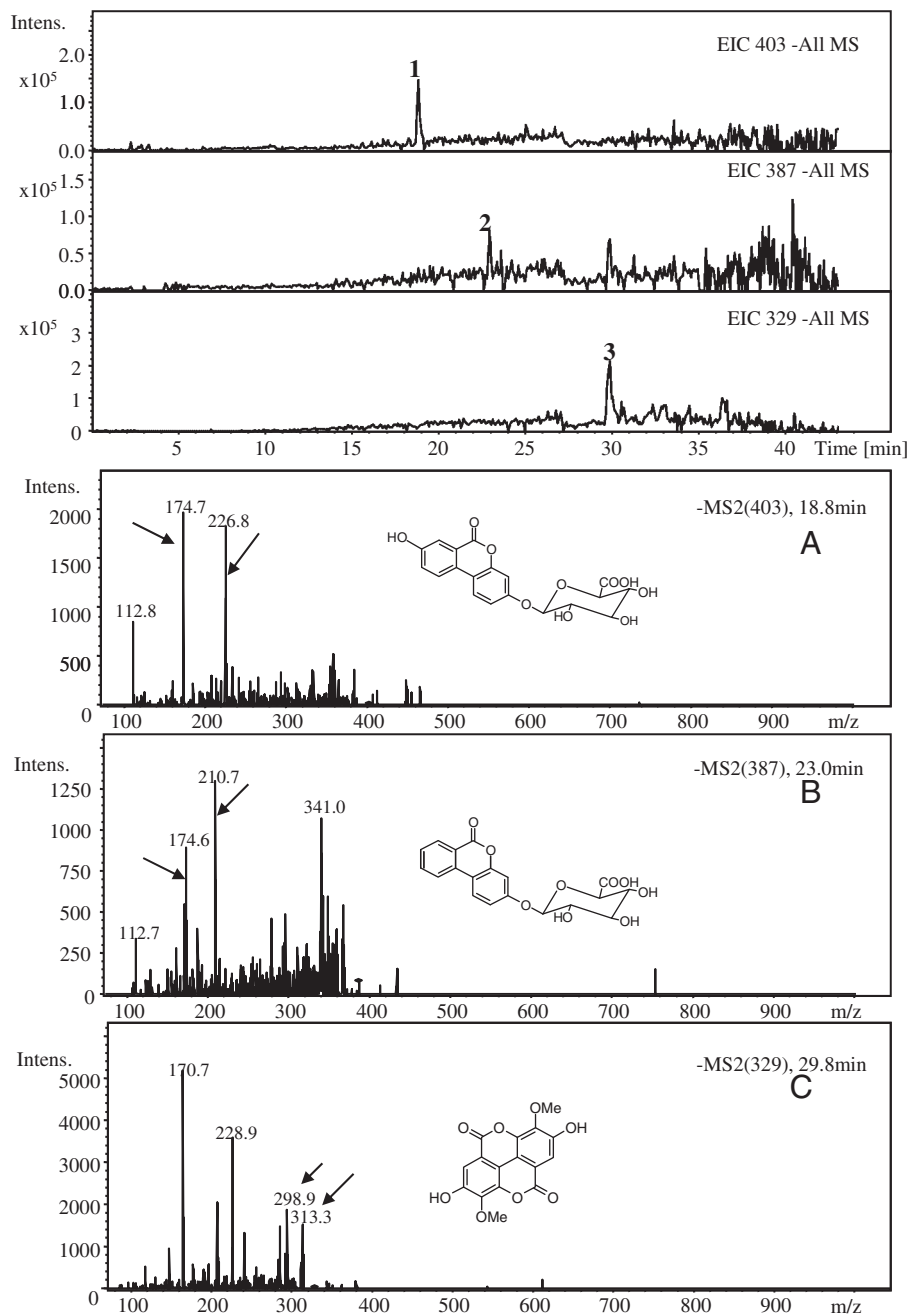 Intens.
2.0
x10⁵
1.0
0.0
EIC 403 -All MS
1
x10⁵
1.5
1.0
0.5
0.0
EIC 387 -All MS
2
x10⁵
3
2
1
0
EIC 329 -All MS
3
5 10 15 20 25 30 35 40 Time [min]
Intens.
2000
1500
1000
500
0
174.7
226.8
112.8
-MS2(403), 18.8min
A
HO
O
O
O
O
COOH
OH
HO
OH
100 200 300 400 500 600 700 800 900 m/z
Intens.
1250
1000
750
500
250
0
210.7
341.0
174.6
112.7
-MS2(387), 23.0min
B
O
O
O
O
COOH
OH
HO
OH
100 200 300 400 500 600 700 800 900 m/z
Intens.
5000
4000
3000
2000
1000
0
170.7
228.9
298.9
313.3
-MS2(329), 29.8min
C
OMe
O
O
OH
HO
O
O
OMe
100 200 300 400 500 600 700 800 900 m/z